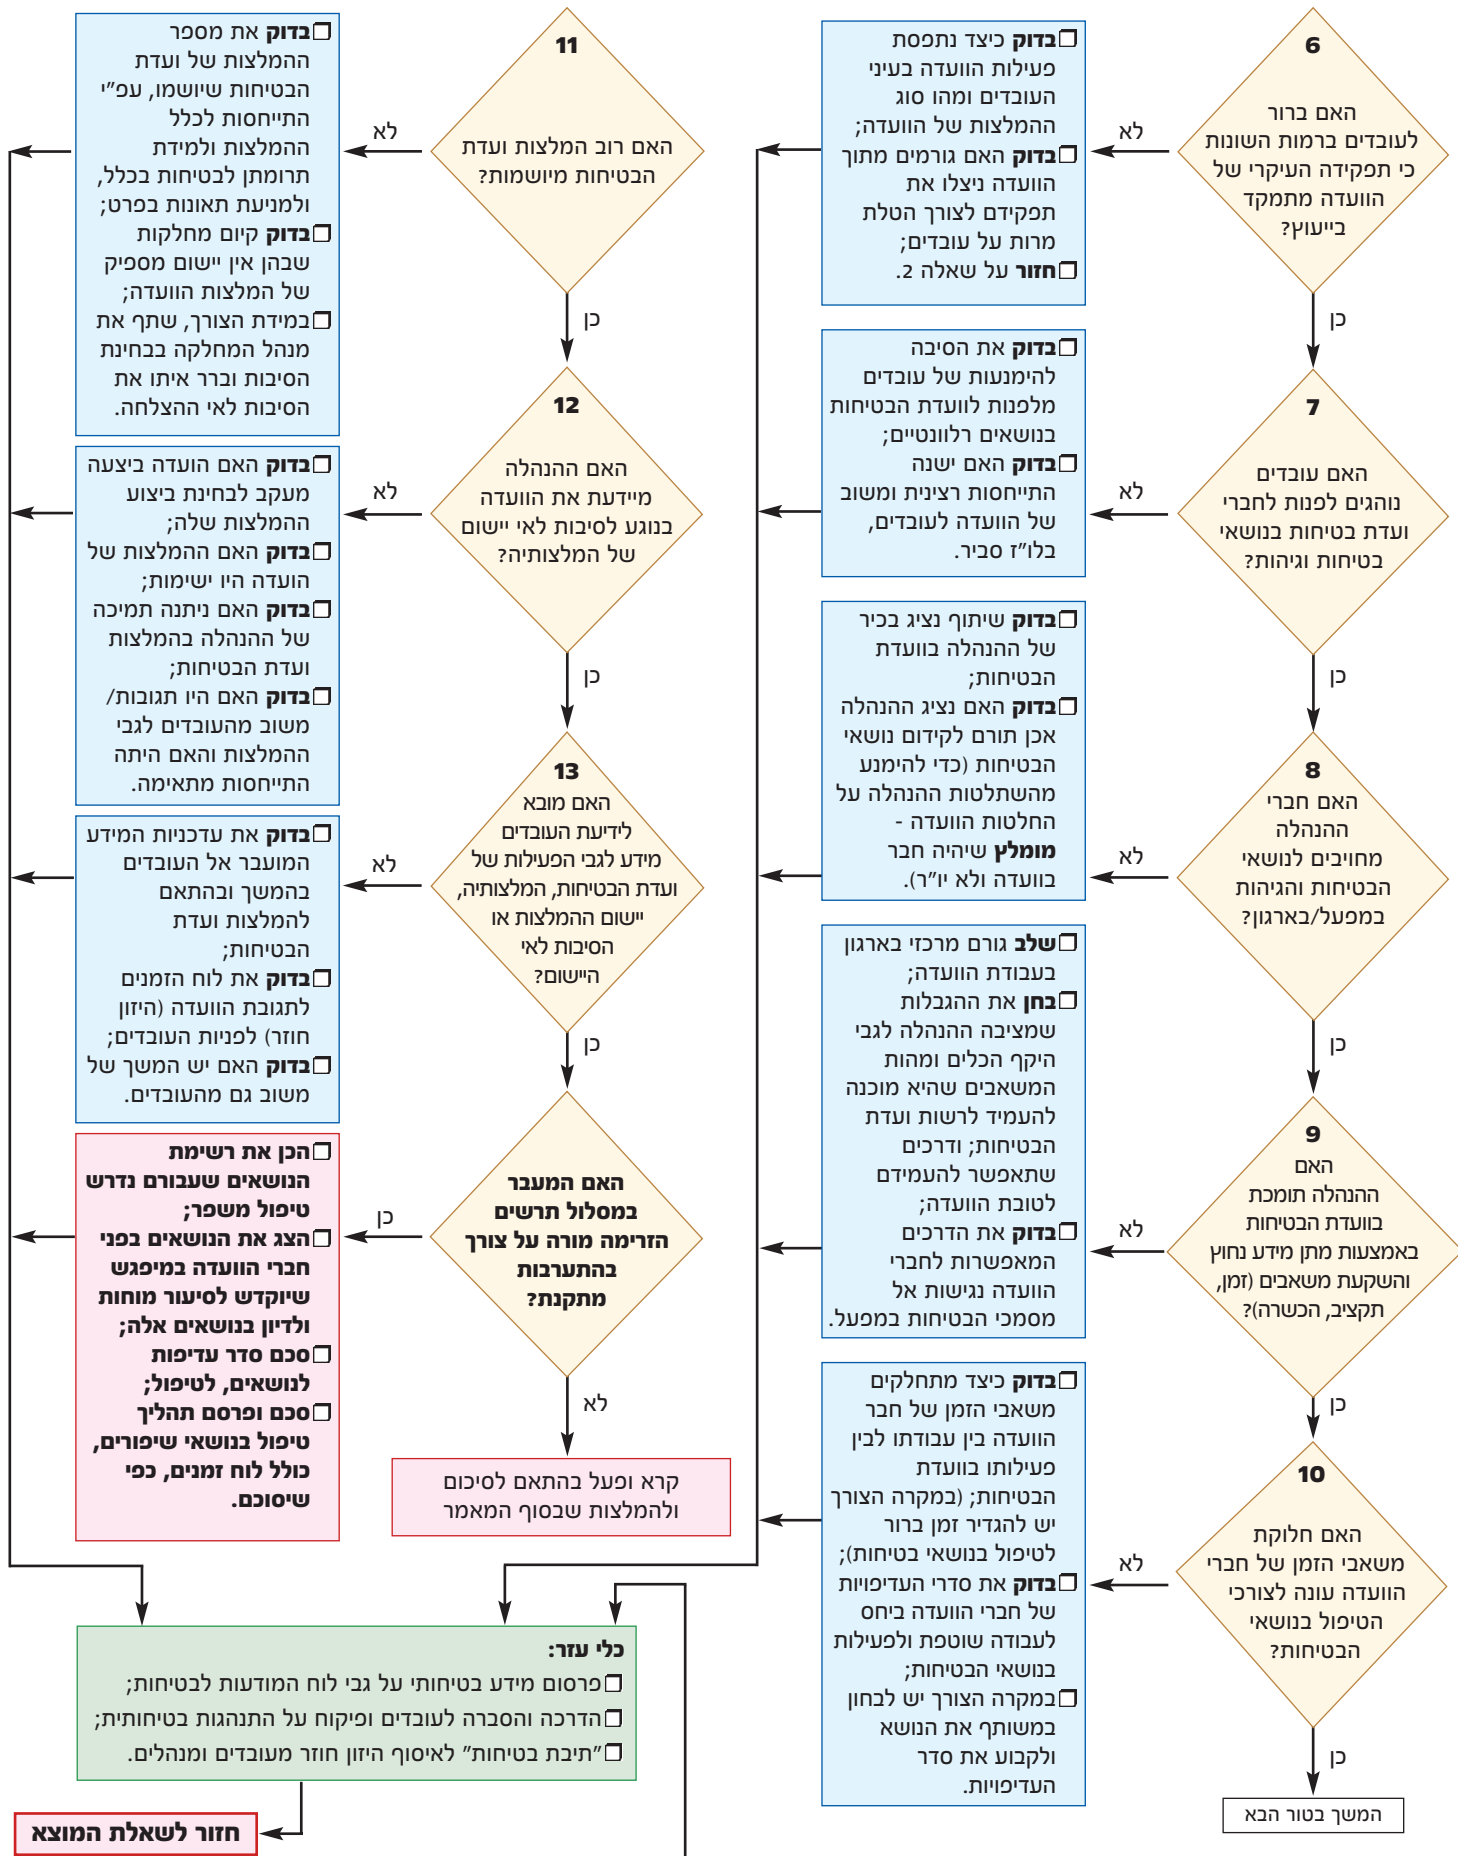 6
האם ברור
לעובדים ברמות השונות
כי תפקידה העיקרי של
הוועדה מתמקד
בייעוץ?
לא
בדוק כיצד נתפסת
פעילות הוועדה בעיני
העובדים ומהו סוג
ההמלצות של הוועדה;
בדוק האם גורמים מתוך
הוועדה ניצלו את
תפקידם לצורך הטלת
מרות על עובדים;
חזור על שאלה 2.
כן
7
האם עובדים
נוהגים לפנות לחברי
ועדת בטיחות בנושאי
בטיחות וגיהות?
לא
בדוק את הסיבה
להימנעות של עובדים
מלפנות לוועדת הבטיחות
בנושאים רלוונטיים;
בדוק האם ישנה
התייחסות רצינית ומשוב
של הוועדה לעובדים,
בלו"ז סביר.
כן
8
האם חברי
ההנהלה
מחויבים לנושאי
הבטיחות והגיהות
במפעל/בארגון?
לא
בדוק שיתוף נציג בכיר
של ההנהלה בוועדת
הבטיחות;
בדוק האם נציג ההנהלה
אכן תורם לקידום נושאי
הבטיחות (כדי להימנע
מהשתלטות ההנהלה על
החלטות הוועדה -
מומלץ שיהיה חבר
בוועדה ולא יו"ר).
כן
9
האם
ההנהלה תומכת
בוועדת הבטיחות
באמצעות מתן מידע נחוץ
והשקעת משאבים (זמן,
תקציב, הכשרה)?
לא
שלב גורם מרכזי בארגון
בעבודת הוועדה;
בחן את ההגבלות
שמציבה ההנהלה לגבי
היקף הכלים ומהות
המשאבים שהיא מוכנה
להעמיד לרשות ועדת
הבטיחות; ודרכים
שתאפשר להעמידם
לטובת הוועדה;
בדוק את הדרכים
המאפשרות לחברי
הוועדה נגישות אל
מסמכי הבטיחות במפעל.
כן
10
האם חלוקת
משאבי הזמן של חברי
הוועדה עונה לצורכי
הטיפול בנושאי
הבטיחות?
לא
בדוק כיצד מתחלקים
משאבי הזמן של חבר
הוועדה בין עבודתו לבין
פעילותו בוועדת
הבטיחות; (במקרה הצורך
יש להגדיר זמן ברור
לטיפול בנושאי בטיחות);
בדוק את סדרי העדיפויות
של חברי הוועדה ביחס
לעבודה שוטפת ולפעילות
בנושאי הבטיחות;
במקרה הצורך יש לבחון
במשותף את הנושא
ולקבוע את סדר
העדיפויות.
כן
המשך בטור הבא
11
האם רוב המלצות ועדת
הבטיחות מיושמות?
לא
בדוק את מספר
ההמלצות של ועדת
הבטיחות שיושמו, עפ"י
התייחסות לכלל
ההמלצות ולמידת
תרומתן לבטיחות בכלל,
ולמניעת תאונות בפרט;
בדוק קיום מחלקות
שבהן אין יישום מספיק
של המלצות הוועדה;
במידת הצורך, שתף את
מנהל המחלקה בבחינת
הסיבות וברר איתו את
הסיבות לאי ההצלחה.
כן
12
האם ההנהלה
מיידעת את הוועדה
בנוגע לסיבות לאי יישום
של המלצותיה?
לא
בדוק האם הועדה ביצעה
מעקב לבחינת ביצוע
ההמלצות שלה;
בדוק האם ההמלצות של
הועדה היו ישימות;
בדוק האם ניתנה תמיכה
של ההנהלה בהמלצות
ועדת הבטיחות;
בדוק האם היו תגובות/
משוב מהעובדים לגבי
ההמלצות והאם היתה
התייחסות מתאימה.
כן
13
האם מובא
לידיעת העובדים
מידע לגבי הפעילות של
ועדת הבטיחות, המלצותיה,
יישום ההמלצות או
הסיבות לאי
היישום?
לא
בדוק את עדכניות המידע
המועבר אל העובדים
בהמשך ובהתאם
להמלצות ועדת
הבטיחות;
בדוק את לוח הזמנים
לתגובת הוועדה (היזון
חוזר) לפניות העובדים;
בדוק האם יש המשך של
משוב גם מהעובדים.
כן
האם המעבר
במסלול תרשים
הזרימה מורה על צורך
בהתערבות
מתקנת?
כן
הכן את רשימת
הנושאים שעבורם נדרש
טיפול משפר;
הצג את הנושאים בפני
חברי הוועדה במיפגש
שיוקדש לסיעור מוחות
ולדיון בנושאים אלה;
סכם סדר עדיפות
לנושאים, לטיפול;
סכם ופרסם תהליך
טיפול בנושאי שיפורים,
כולל לוח זמנים, כפי
שיסוכם.
לא
קרא ופעל בהתאם לסיכום
ולהמלצות שבסוף המאמר
כלי עזר:
פרסום מידע בטיחותי על גבי לוח המודעות לבטיחות;
הדרכה והסברה לעובדים ופיקוח על התנהגות בטיחותית;
"תיבת בטיחות" לאיסוף היזון חוזר מעובדים ומנהלים.
חזור לשאלת המוצא